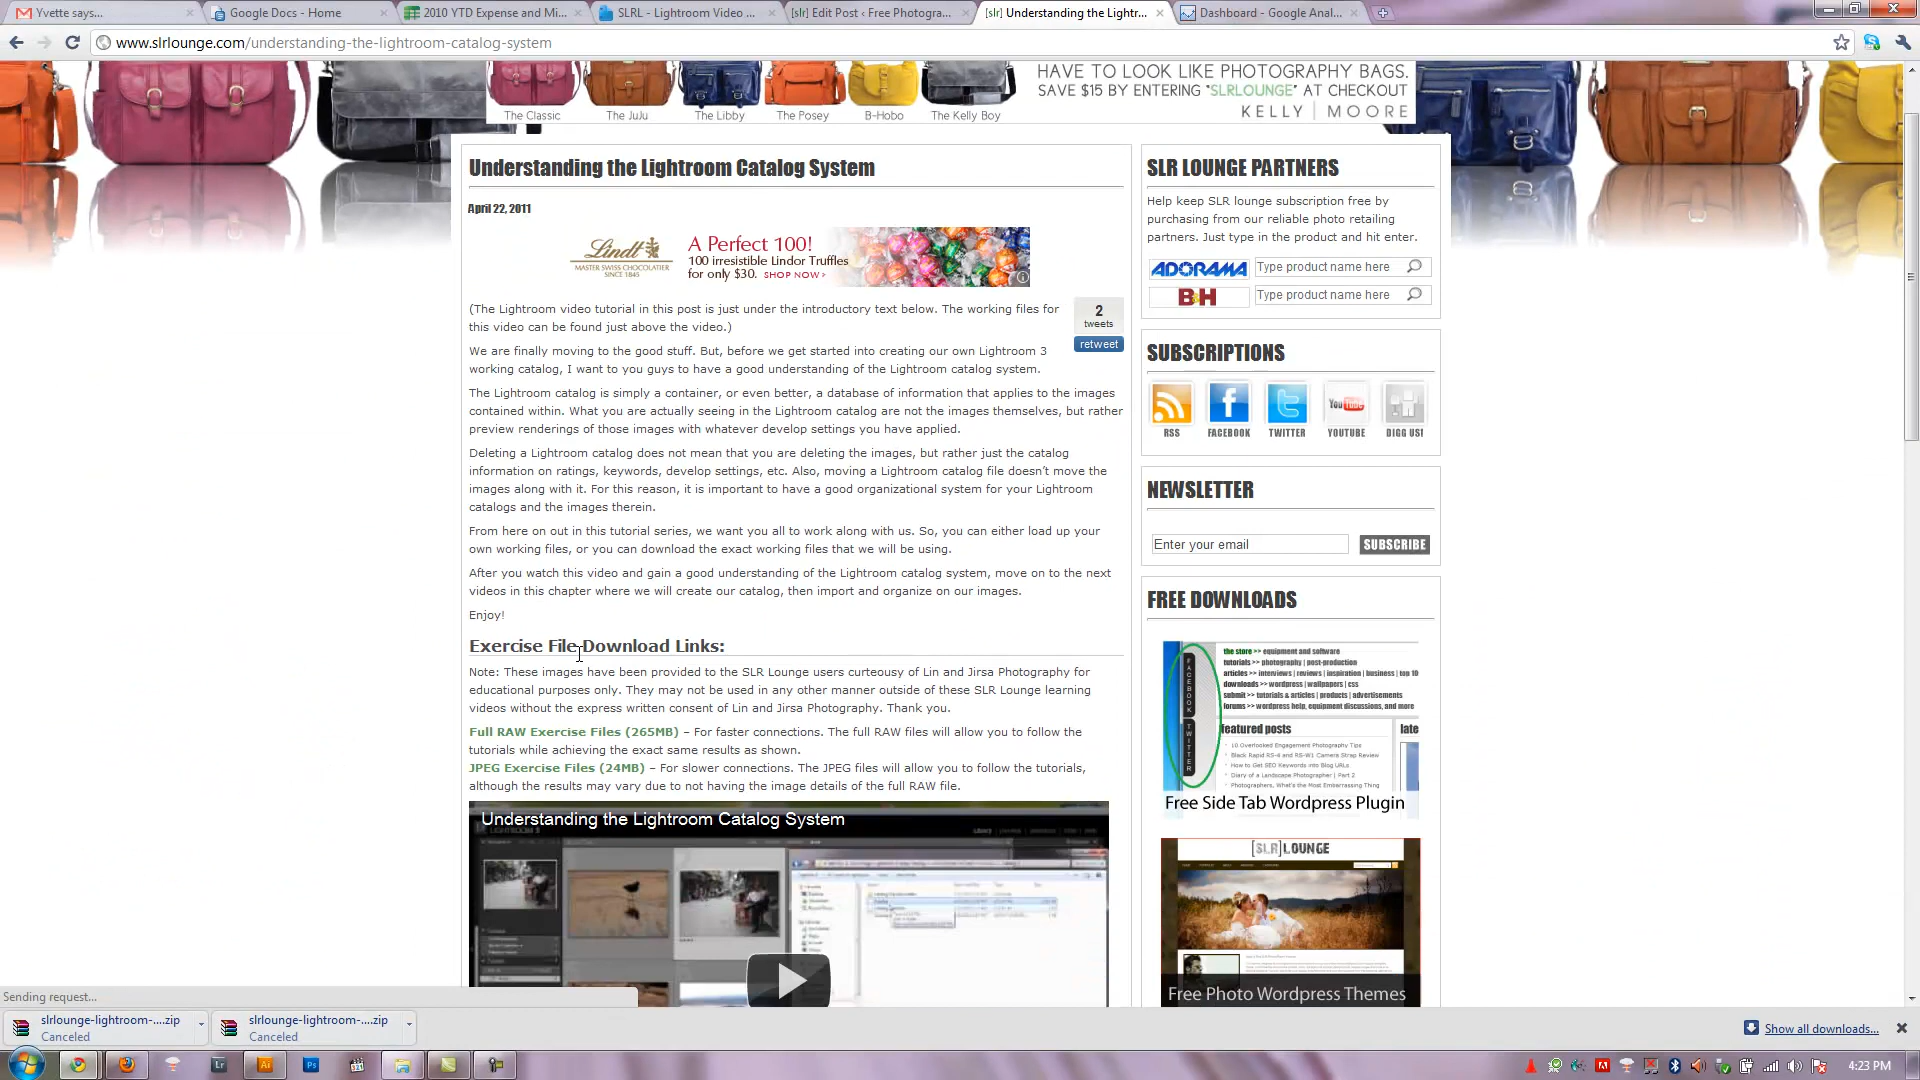 Yvette says...
Google Docs - Home
2010 YTD Expense and Mi...
SLRL - Lightroom Video ...
[slr] Edit Post ‹ Free Photogra...
[slr] Understanding the Lightr...
Dashboard - Google Anal...
www.slrlounge.com/understanding-the-lightroom-catalog-system
HAVE TO LOOK LIKE PHOTOGRAPHY BAGS.
SAVE $15 BY ENTERING "SLRLOUNGE" AT CHECKOUT
KELLY | MOORE
The Classic
The JuJu
The Libby
The Posey
B-Hobo
The Kelly Boy
Understanding the Lightroom Catalog System
April 22, 2011
Lindt
MASTER SWISS CHOCOLATIER
SINCE 1845
A Perfect 100!
100 irresistible Lindor Truffles
for only $30. SHOP NOW ›
(The Lightroom video tutorial in this post is just under the introductory text below. The working files for
this video can be found just above the video.)
2
tweets
retweet
We are finally moving to the good stuff. But, before we get started into creating our own Lightroom 3
working catalog, I want to you guys to have a good understanding of the Lightroom catalog system.
The Lightroom catalog is simply a container, or even better, a database of information that applies to the images
contained within. What you are actually seeing in the Lightroom catalog are not the images themselves, but rather
preview renderings of those images with whatever develop settings you have applied.
Deleting a Lightroom catalog does not mean that you are deleting the images, but rather just the catalog
information on ratings, keywords, develop settings, etc. Also, moving a Lightroom catalog file doesn't move the
images along with it. For this reason, it is important to have a good organizational system for your Lightroom
catalogs and the images therein.
From here on out in this tutorial series, we want you all to work along with us. So, you can either load up your
own working files, or you can download the exact working files that we will be using.
After you watch this video and gain a good understanding of the Lightroom catalog system, move on to the next
videos in this chapter where we will create our catalog, then import and organize on our images.
Enjoy!
Exercise File Download Links:
Note: These images have been provided to the SLR Lounge users curteousy of Lin and Jirsa Photography for
educational purposes only. They may not be used in any other manner outside of these SLR Lounge learning
videos without the express written consent of Lin and Jirsa Photography. Thank you.
Full RAW Exercise Files (265MB) – For faster connections. The full RAW files will allow you to follow the
tutorials while achieving the exact same results as shown.
JPEG Exercise Files (24MB) – For slower connections. The JPEG files will allow you to follow the tutorials,
although the results may vary due to not having the image details of the full RAW file.
Understanding the Lightroom Catalog System
SLR LOUNGE PARTNERS
Help keep SLR lounge subscription free by
purchasing from our reliable photo retailing
partners. Just type in the product and hit enter.
ADORAMA
Type product name here
B&H
Type product name here
SUBSCRIPTIONS
You Tube
RSS
FACEBOOK
TWITTER
YOUTUBE
DIGG US!
NEWSLETTER
Enter your email
SUBSCRIBE
FREE DOWNLOADS
FACEBOOK
TWITTER
the store >> equipment and software
tutorials >> photography | post-production
articles >> interviews | reviews | inspiration | business | top 10
downloads >> wordpress | wallpapers | css
submit >> tutorials & articles | products | advertisements
forums >> wordpress help, equipment discussions, and more
featured posts
late
10 Overlooked Engagement Photography Tips
Black Rapid RS-4 and RS-W1 Camera Strap Review
How to Get SEO Keywords into Blog URLs
Diary of a Landscape Photographer | Part 2
Photographers, What's the Most Embarrassing Thing
Free Side Tab Wordpress Plugin
[SLR]LOUNGE
Free Photo Wordpress Themes
Sending request...
slrlounge-lightroom-....zip
Canceled
slrlounge-lightroom-....zip
Canceled
Show all downloads...
Lr
Ai
Ps
4:23 PM